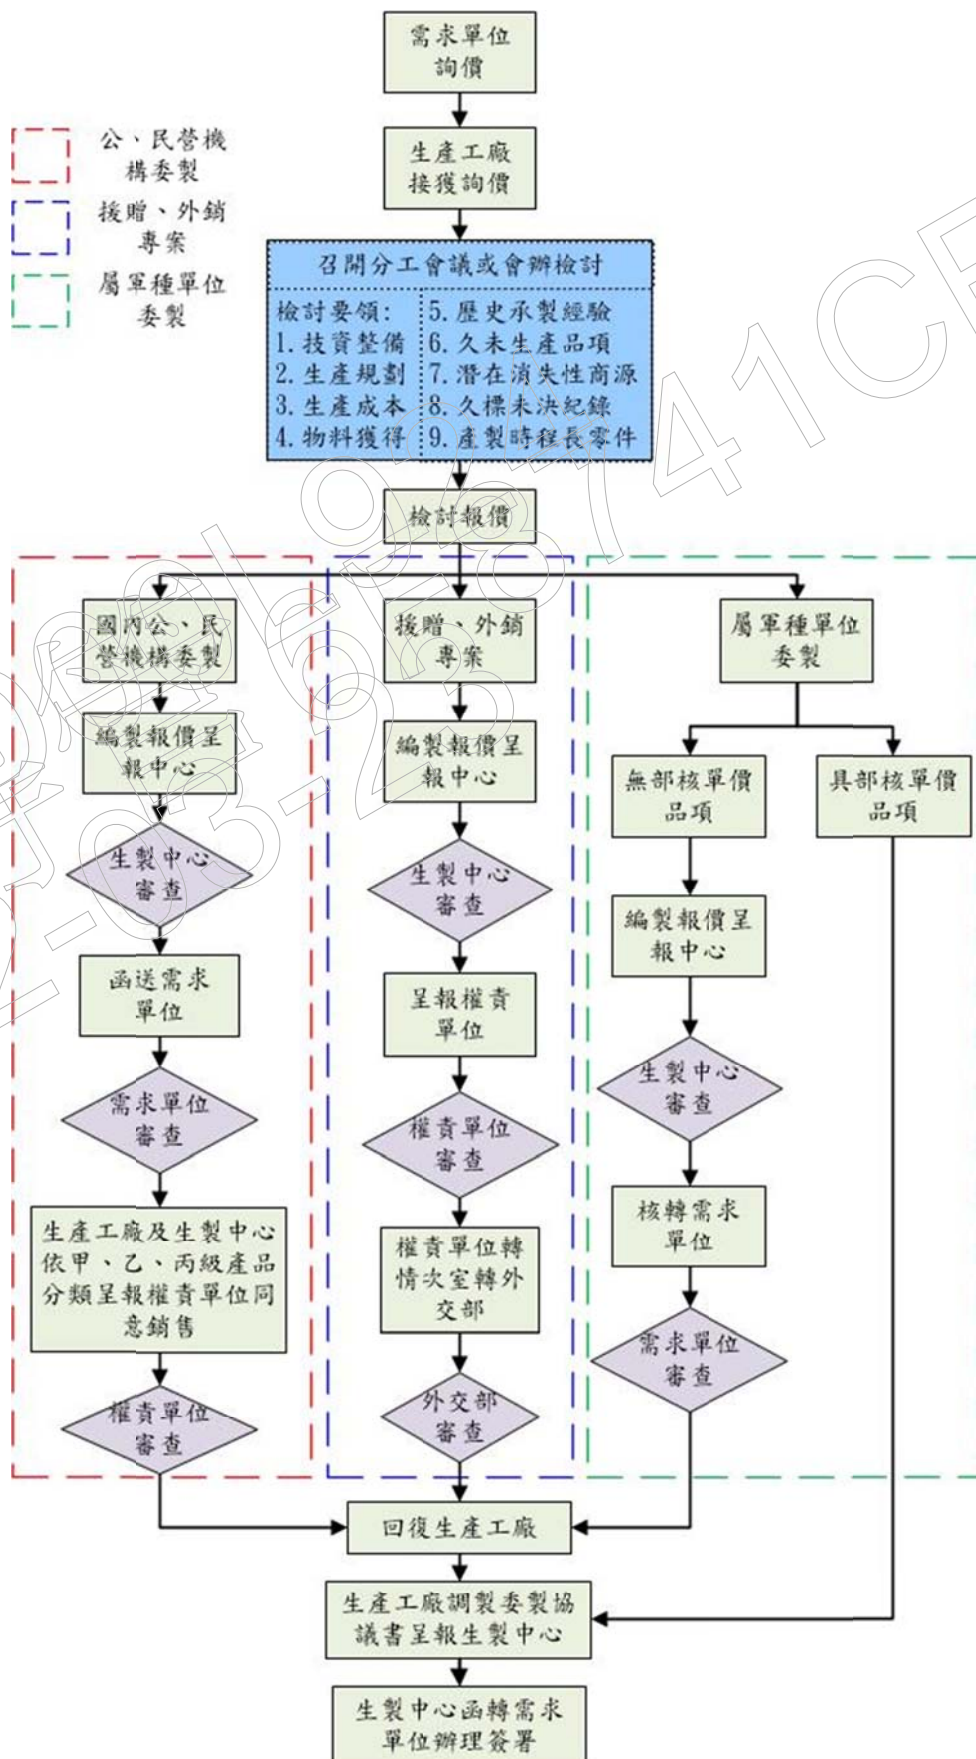 需求單位
詢價
生產工廠
接獲詢價
公、民營機
構委製
援贈、外銷
專案
屬軍種單位
委製
召開分工會議或會辦檢討
檢討要領:
1. 技資整備
2. 生產規劃
3. 生產成本
4. 物料獲得
5. 歷史承製經驗
6. 久未生產品項
7. 潛在消失性商源
8. 久標未決紀錄
9. 產製時程長零件
檢討報價
國內公、民
營機構委製
編製報價呈
報中心
生製中心
審查
函送需求
單位
需求單位
審查
生產工廠及生製中心
依甲、乙、丙級產品
分類呈報權責單位同
意銷售
權責單位
審查
援贈、外銷
專案
編製報價呈
報中心
生製中心
審查
呈報權責
單位
權責單位
審查
權責單位轉
情次室轉外
交部
外交部
審查
屬軍種單位
委製
無部核單價
品項
編製報價呈
報中心
生製中心
審查
核轉需求
單位
需求單位
審查
具部核單價
品項
回復生產工廠
生產工廠調製委製協
議書呈報生製中心
生製中心函轉需求
單位辦理簽署